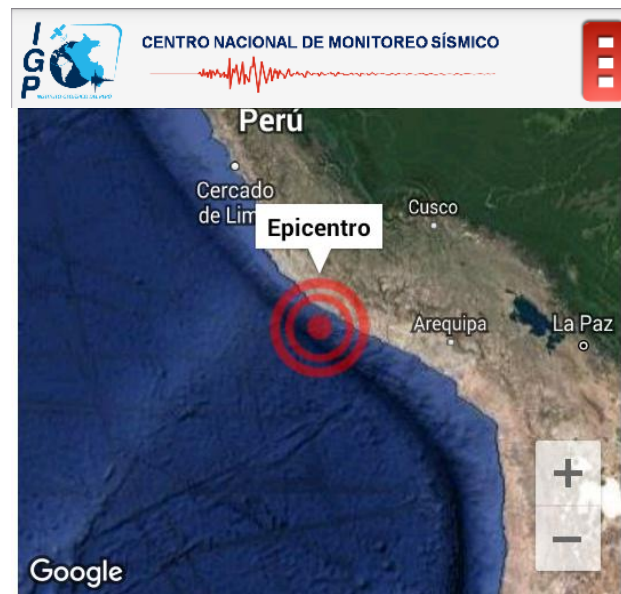 IGP
CENTRO NACIONAL DE MONITOREO SÍSMICO
Perú
Cercado
de Lim
Cusco
Epicentro
Arequipa
La Paz
+
−
Google